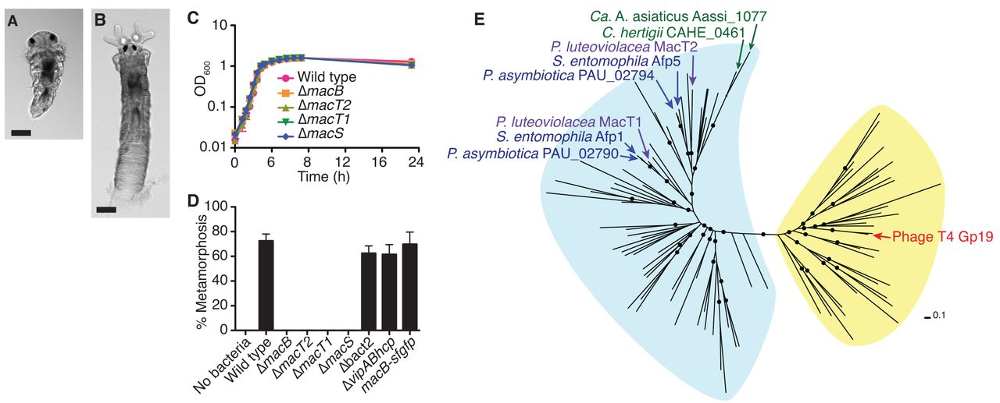 A
B
C
10
1
0.1
0.01
OD600
Wild type
ΔmacB
ΔmacT2
ΔmacT1
ΔmacS
0 6 8 12 16 24
Time (h)
D
100
80
60
40
20
0
% Metamorphosis
No bacteria
Wild type
ΔmacB
ΔmacT2
ΔmacT1
ΔmacS
Δbact2
ΔvipABhcp
macB-sfgfp
E
Ca. A. asiaticus Aassi_1077
C. hertigii CAHE_0461
P. luteoviolacea MacT2
S. entomophila Afp5
P. asymbiotica PAU_02794
P. luteoviolacea MacT1
S. entomophila Afp1
P. asymbiotica PAU_02790
Phage T4 Gp19
0.1